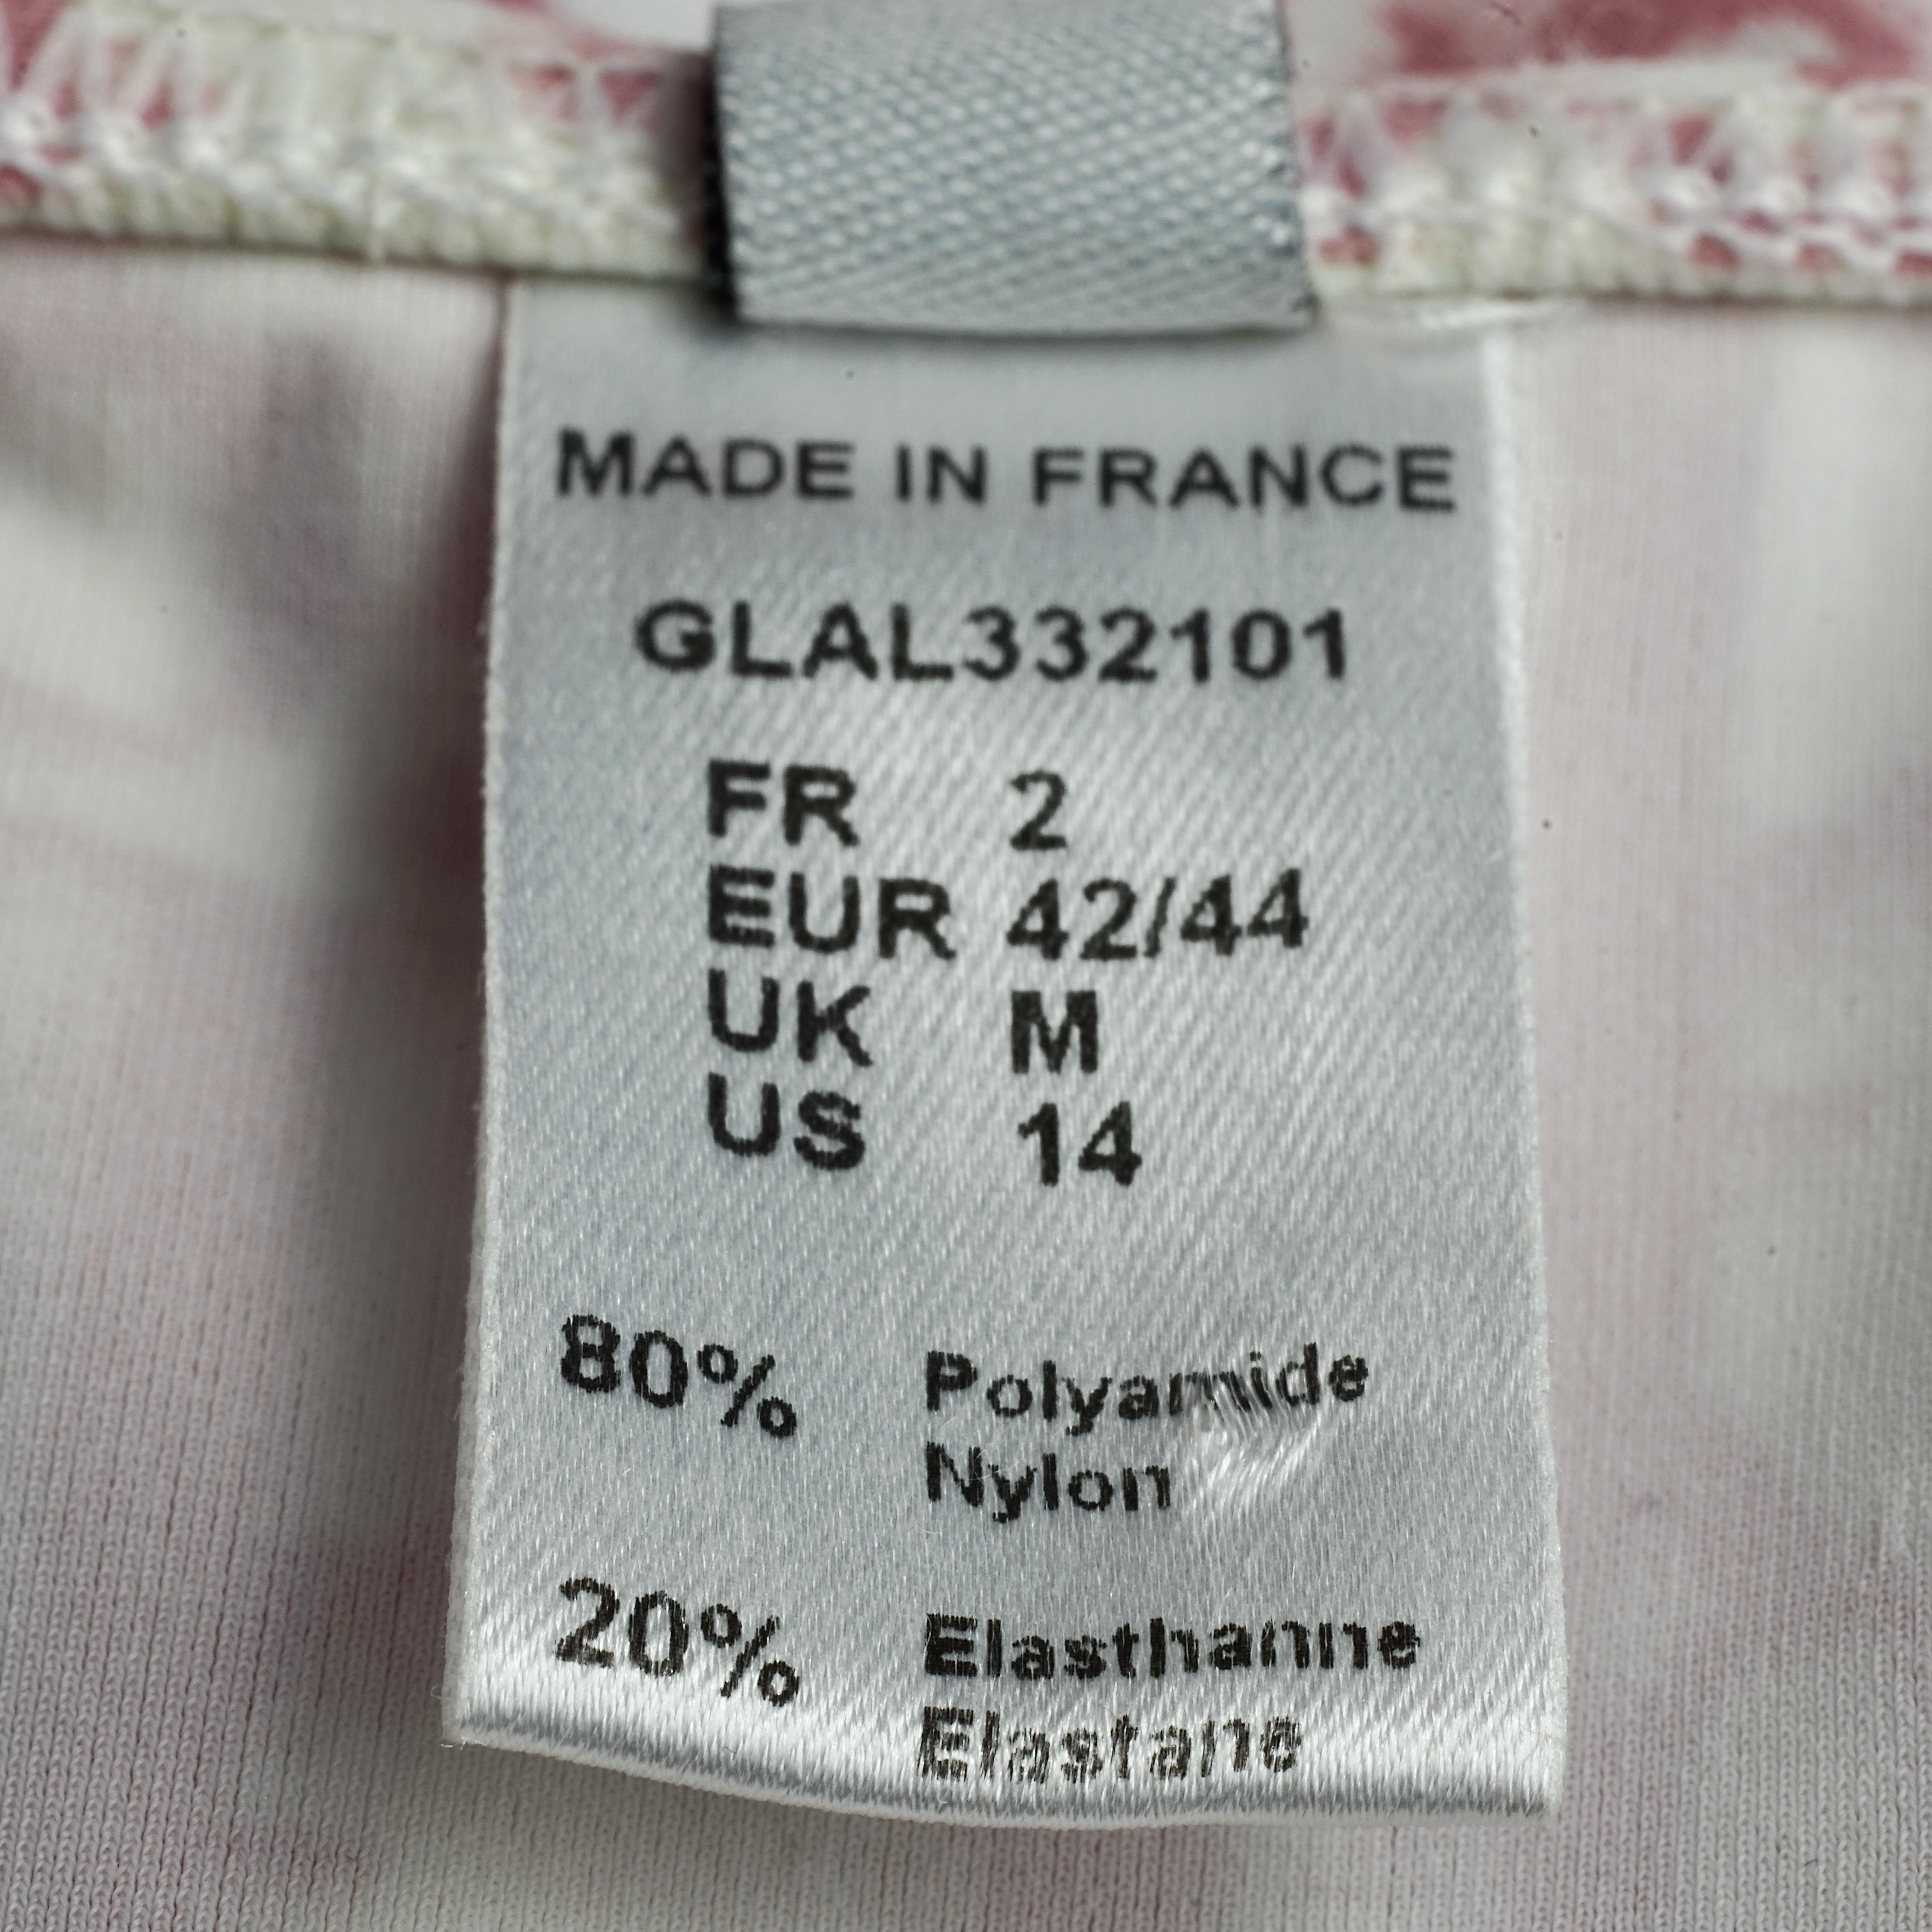 MADE IN FRANCE
GLAL332101
FR 2
EUR 42/44
UK M
US 14
80% Polyamide
Nylon
20% Elasthanne
Elastane